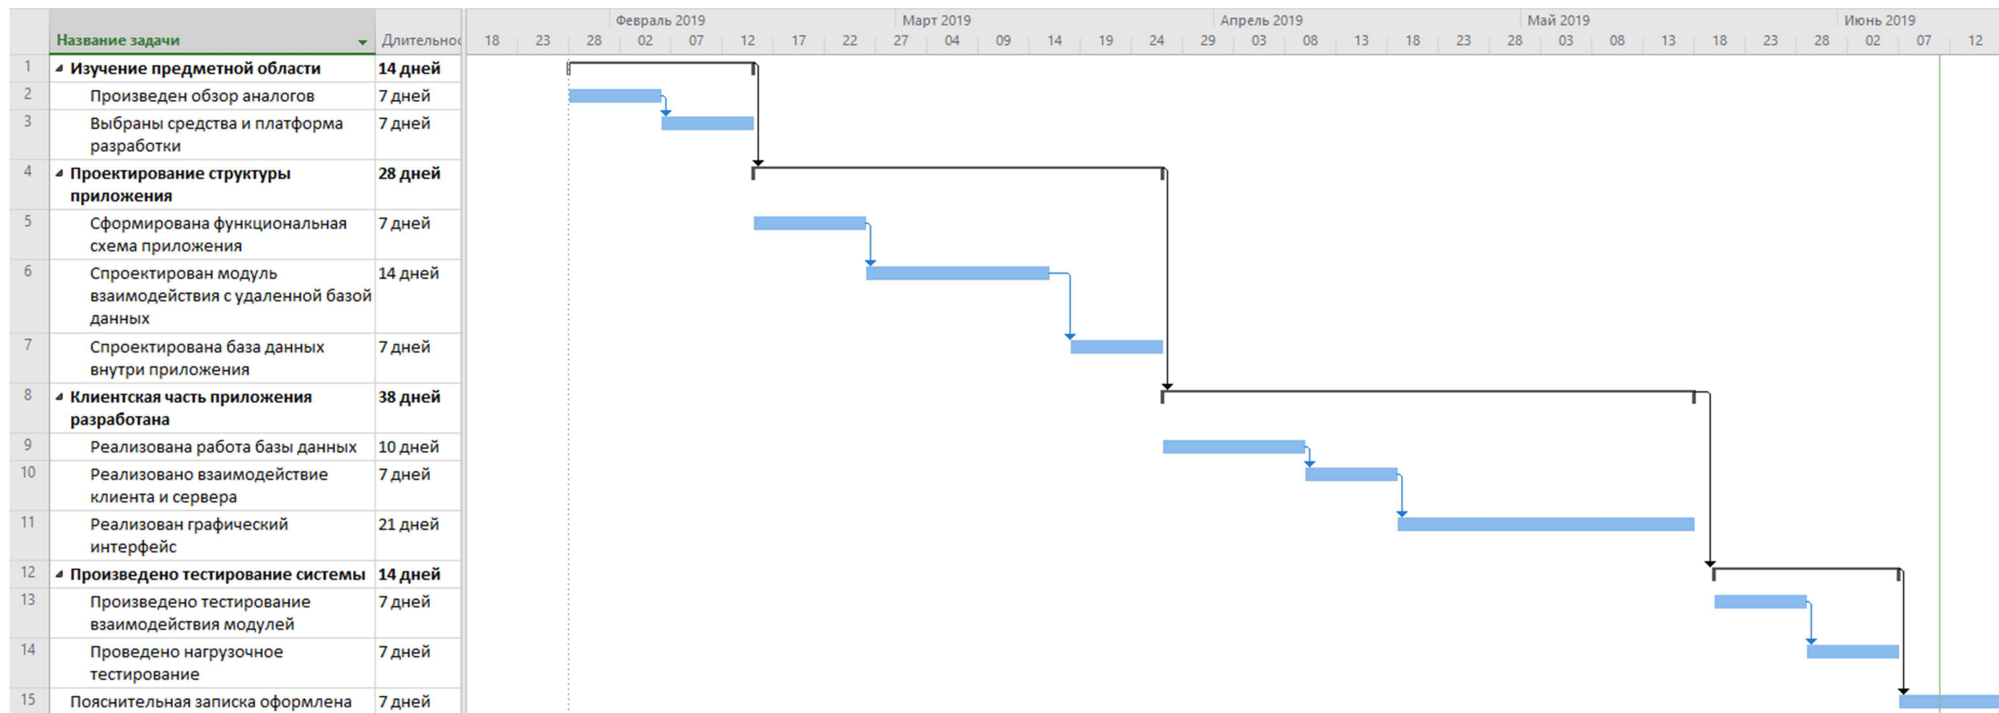 Февраль 2019 Март 2019 Апрель 2019 Май 2019 Июнь 2019
Название задачи Длительнос 18 23 28 02 07 12 17 22 27 04 09 14 19 24 29 03 08 13 18 23 28 03 08 13 18 23 28 02 07 12
1 Изучение предметной области 14 дней
2 Произведен обзор аналогов 7 дней
3 Выбраны средства и платформа 7 дней
разработки
4 Проектирование структуры 28 дней
приложения
5 Сформирована функциональная 7 дней
схема приложения
6 Спроектирован модуль 14 дней
взаимодействия с удаленной базой
данных
7 Спроектирована база данных 7 дней
внутри приложения
8 Клиентская часть приложения 38 дней
разработана
9 Реализована работа базы данных 10 дней
10 Реализовано взаимодействие 7 дней
клиента и сервера
11 Реализован графический 21 дней
интерфейс
12 Произведено тестирование системы 14 дней
13 Произведено тестирование 7 дней
взаимодействия модулей
14 Проведено нагрузочное 7 дней
тестирование
15 Пояснительная записка оформлена 7 дней